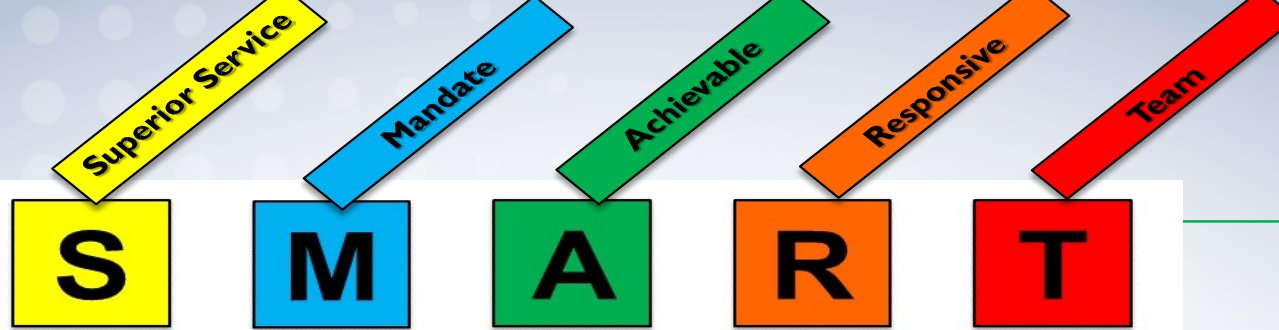 Superior Service
Mandate
Achievable
Responsive
Team
S M A R T